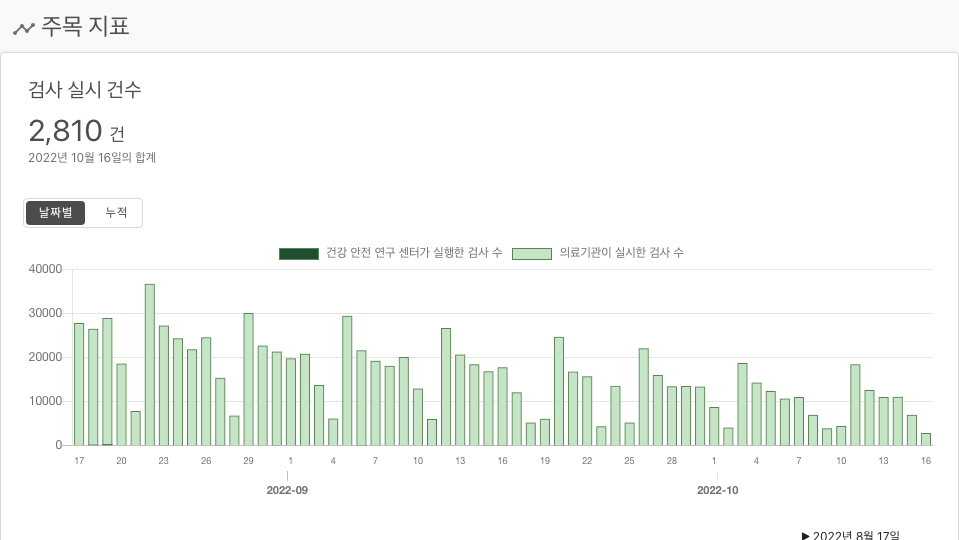 주목 지표
검사 실시 건수
2,810 건
2022년 10월 16일의 합계
날짜별 누적
건강 안전 연구 센터가 실행한 검사 수 의료기관이 실시한 검사 수
40000
30000
20000
10000
0
17 20 23 26 29 1 4 7 10 13 16 19 22 25 28 1 4 7 10 13 16
2022-09 2022-10
▶ 2022년 8월 17일